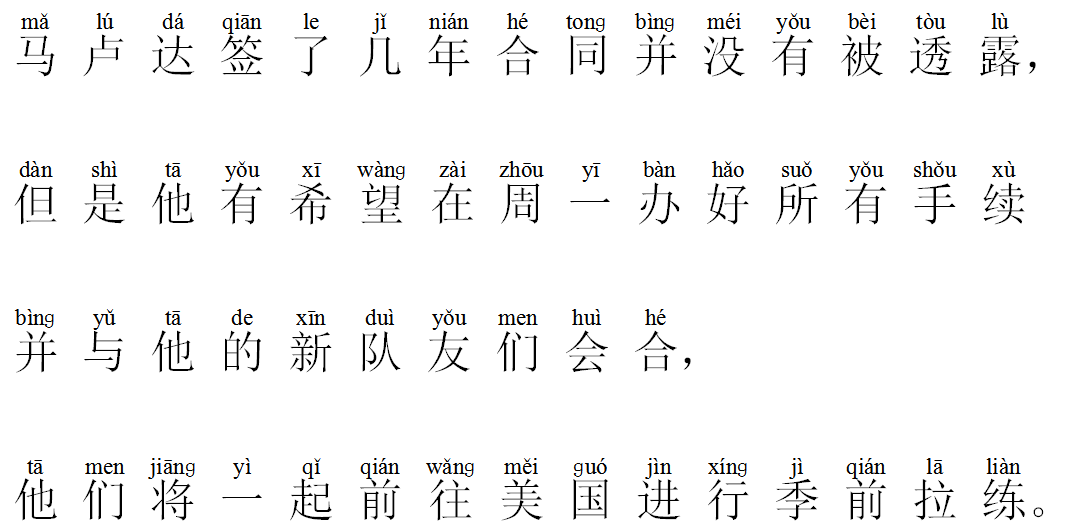 mǎ lú dá qiān le jǐ nián hé tong bìng méi yǒu bèi tòu lù
马卢达签了几年合同并没有被透露，
dàn shì tā yǒu xī wàng zài zhōu yī bàn hǎo suǒ yǒu shǒu xù
但是他有希望在周一办好所有手续
bìng yǔ tā de xīn duì yǒu men huì hé
并与他的新队友们会合，
tā men jiāng yì qǐ qián wǎng měi guó jìn xíng jì qián lā liàn
他们将一起前往美国进行季前拉练。